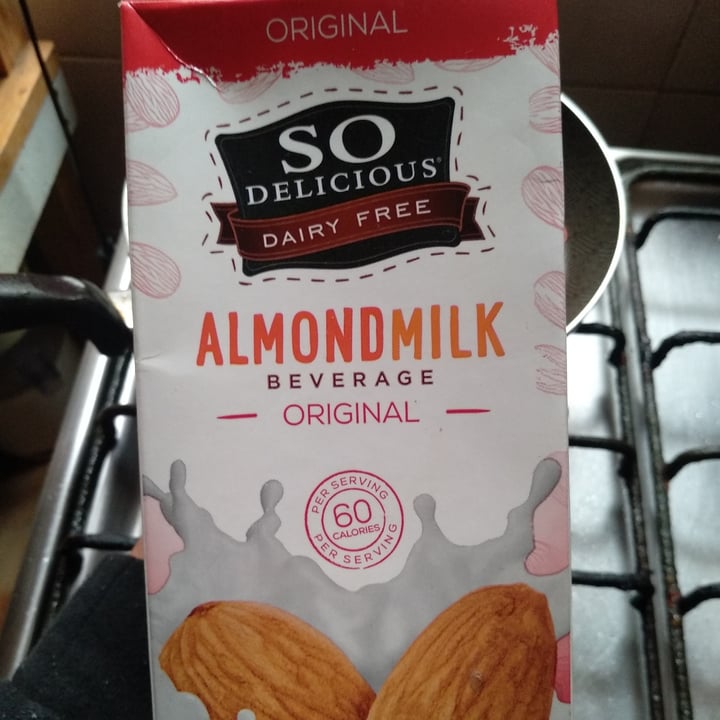 ORIGINAL
SO
DELICIOUS®
DAIRY FREE
ALMONDMILK
BEVERAGE
ORIGINAL
PER SERVING
60
CALORIES
PER SERVING